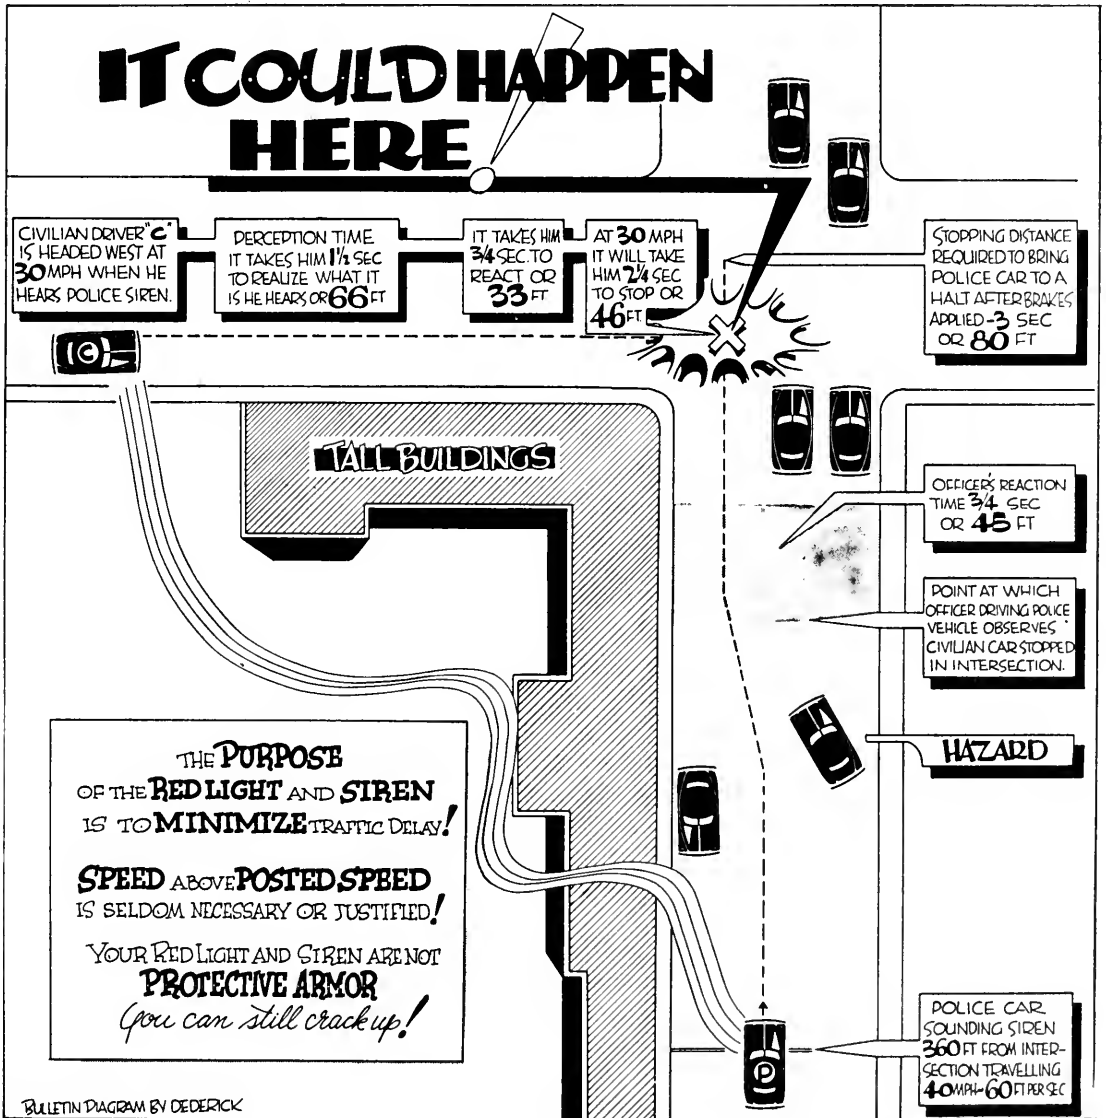 IT COULD HAPPEN
HERE!
CIVILIAN DRIVER "C"
IS HEADED WEST AT
30 MPH WHEN HE
HEARS POLICE SIREN.
PERCEPTION TIME
IT TAKES HIM 1½ SEC
TO REALIZE WHAT IT
IS HE HEARS OR 66 FT
IT TAKES HIM
3/4 SEC. TO
REACT OR
33 FT
AT 30 MPH
IT WILL TAKE
HIM 2¼ SEC
TO STOP OR
46 FT.
STOPPING DISTANCE
REQUIRED TO BRING
POLICE CAR TO A
HALT AFTER BRAKES
APPLIED-3 SEC
OR 80 FT
C
TALL BUILDINGS
OFFICER'S REACTION
TIME 3/4 SEC
OR 45 FT
POINT AT WHICH
OFFICER DRIVING POLICE
VEHICLE OBSERVES
CIVILIAN CAR STOPPED
IN INTERSECTION.
HAZARD
THE PURPOSE
OF THE RED LIGHT AND SIREN
IS TO MINIMIZE TRAFFIC DELAY!
SPEED ABOVE POSTED SPEED
IS SELDOM NECESSARY OR JUSTIFIED!
YOUR RED LIGHT AND SIREN ARE NOT
PROTECTIVE ARMOR
You can still crack up!
P
POLICE CAR
SOUNDING SIREN
360 FT FROM INTER-
SECTION TRAVELLING
40 MPH-60 FT PER SEC
BULLETIN DIAGRAM BY DEDERICK